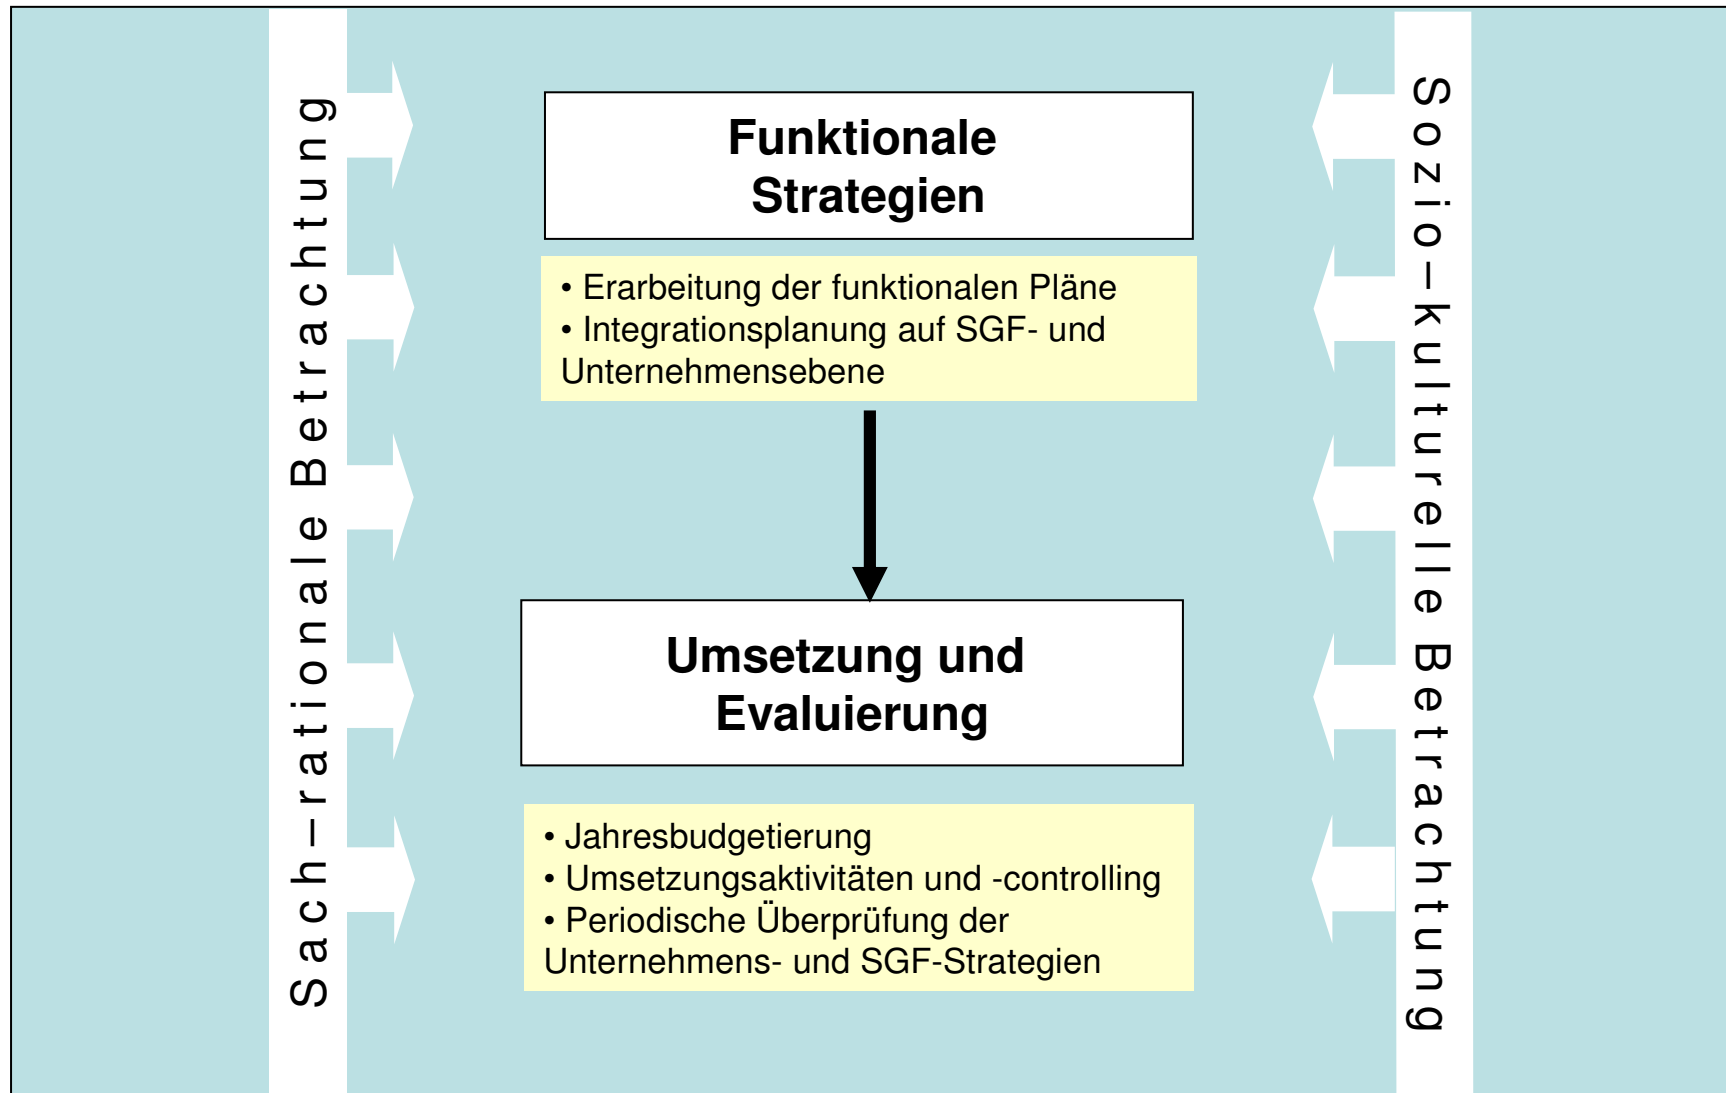 Sach–rationale Betrachtung
Funktionale
Strategien
• Erarbeitung der funktionalen Pläne
• Integrationsplanung auf SGF- und
Unternehmensebene
Umsetzung und
Evaluierung
• Jahresbudgetierung
• Umsetzungsaktivitäten und -controlling
• Periodische Überprüfung der
Unternehmens- und SGF-Strategien
Sozio–kulturelle Betrachtung